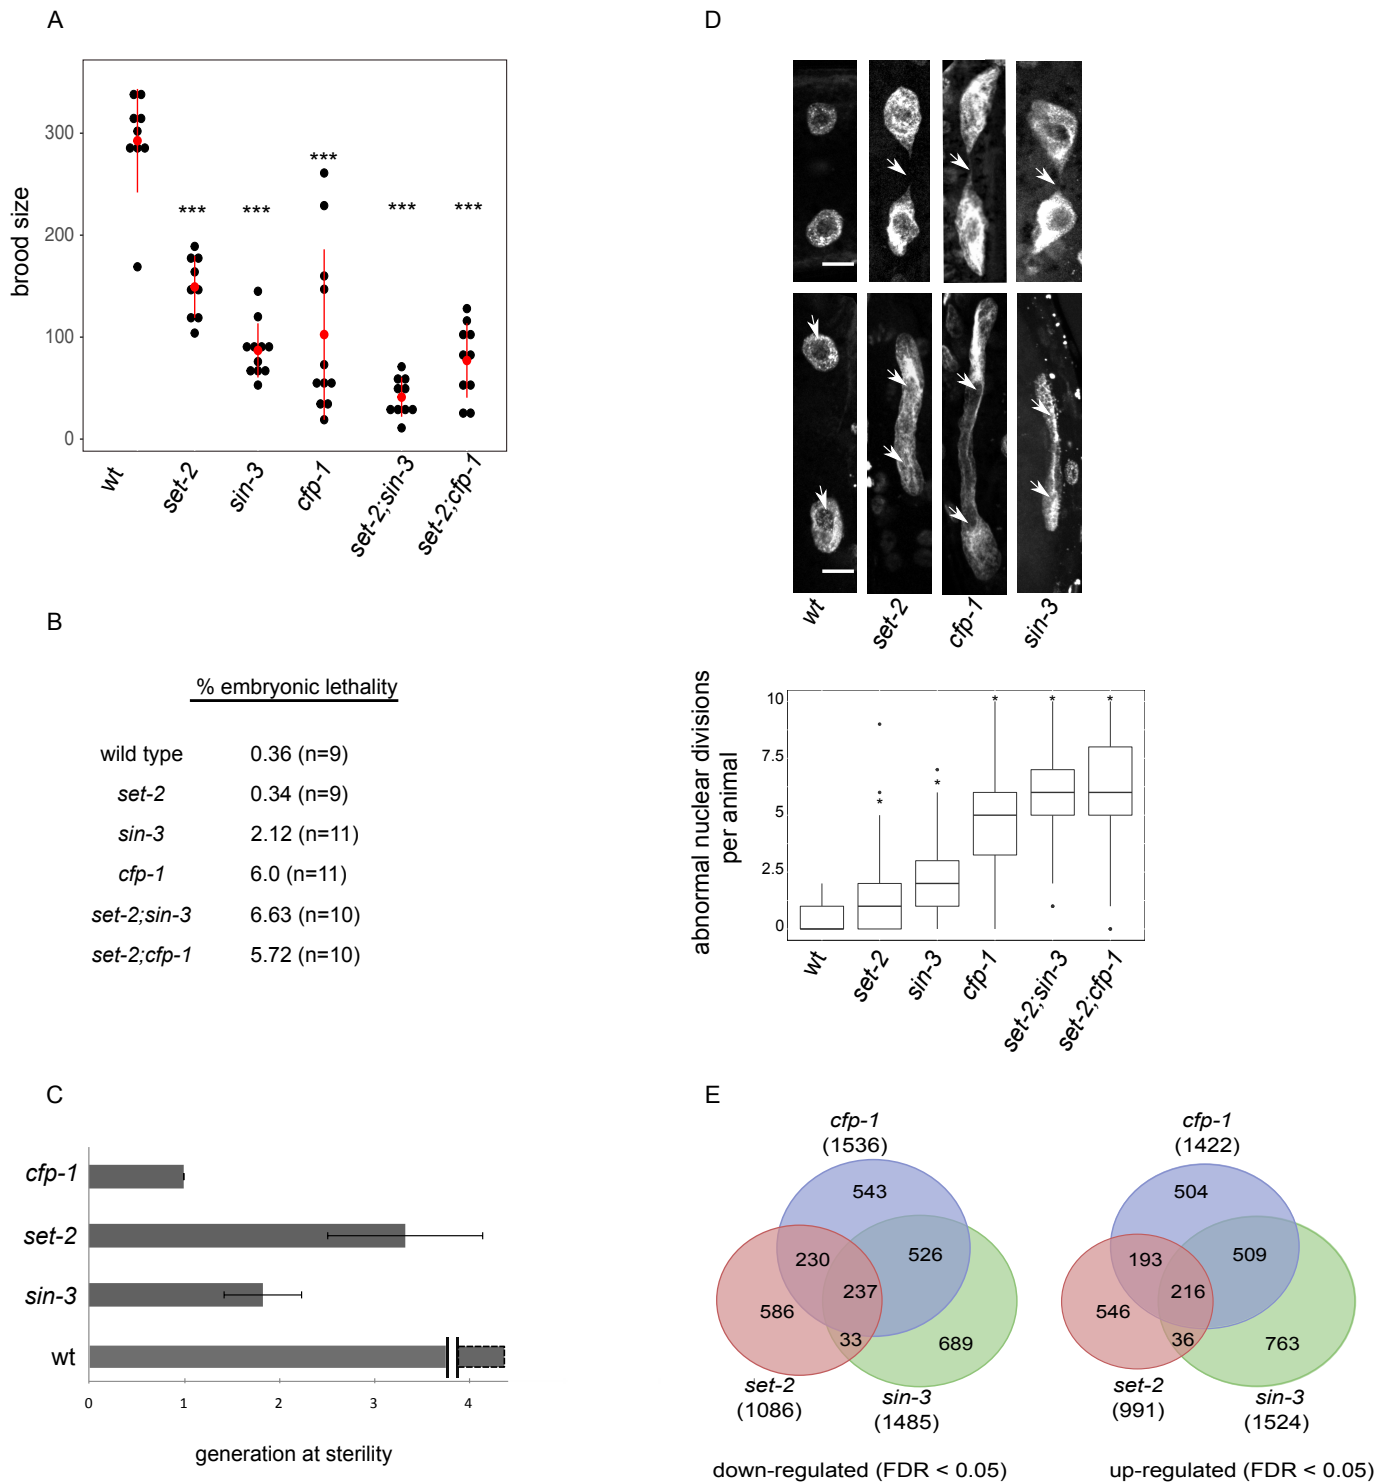 A
brood size
300
200
100
0
***
***
***
***
***
wt
set-2
sin-3
cfp-1
set-2;sin-3
set-2;cfp-1
B
% embryonic lethality
wild type 0.36 (n=9)
set-2 0.34 (n=9)
sin-3 2.12 (n=11)
cfp-1 6.0 (n=11)
set-2;sin-3 6.63 (n=10)
set-2;cfp-1 5.72 (n=10)
C
cfp-1
set-2
sin-3
wt
0 1 2 3 4
generation at sterility
D
wt
set-2
cfp-1
sin-3
abnormal nuclear divisions
per animal
10
7.5
5
2.5
0
*
*
*
*
*
wt
set-2
sin-3
cfp-1
set-2;sin-3
set-2;cfp-1
E
cfp-1
(1536)
543
230
526
237
586
33
689
set-2
(1086)
sin-3
(1485)
down-regulated (FDR < 0.05)
cfp-1
(1422)
504
193
509
216
546
36
763
set-2
(991)
sin-3
(1524)
up-regulated (FDR < 0.05)